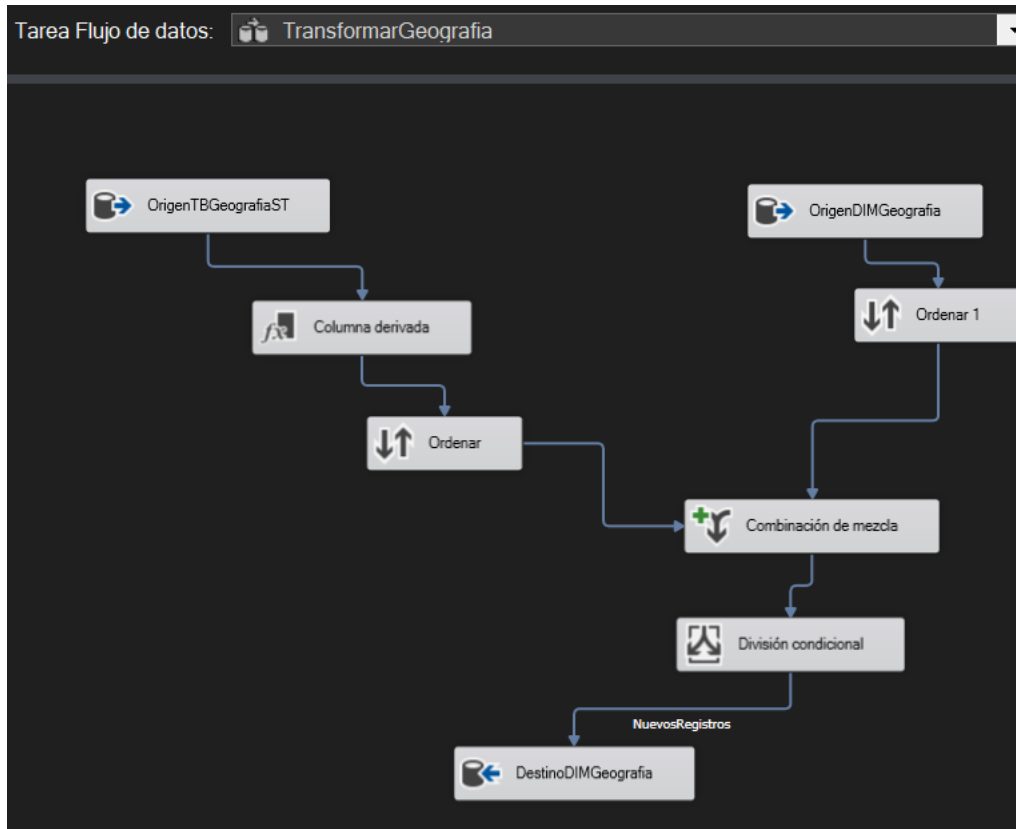 Tarea Flujo de datos: TransformarGeografia
OrigenTBGeografiaST
OrigenDIMGeografia
Columna derivada
Ordenar 1
Ordenar
Combinación de mezcla
División condicional
NuevosRegistros
DestinoDIMGeografia